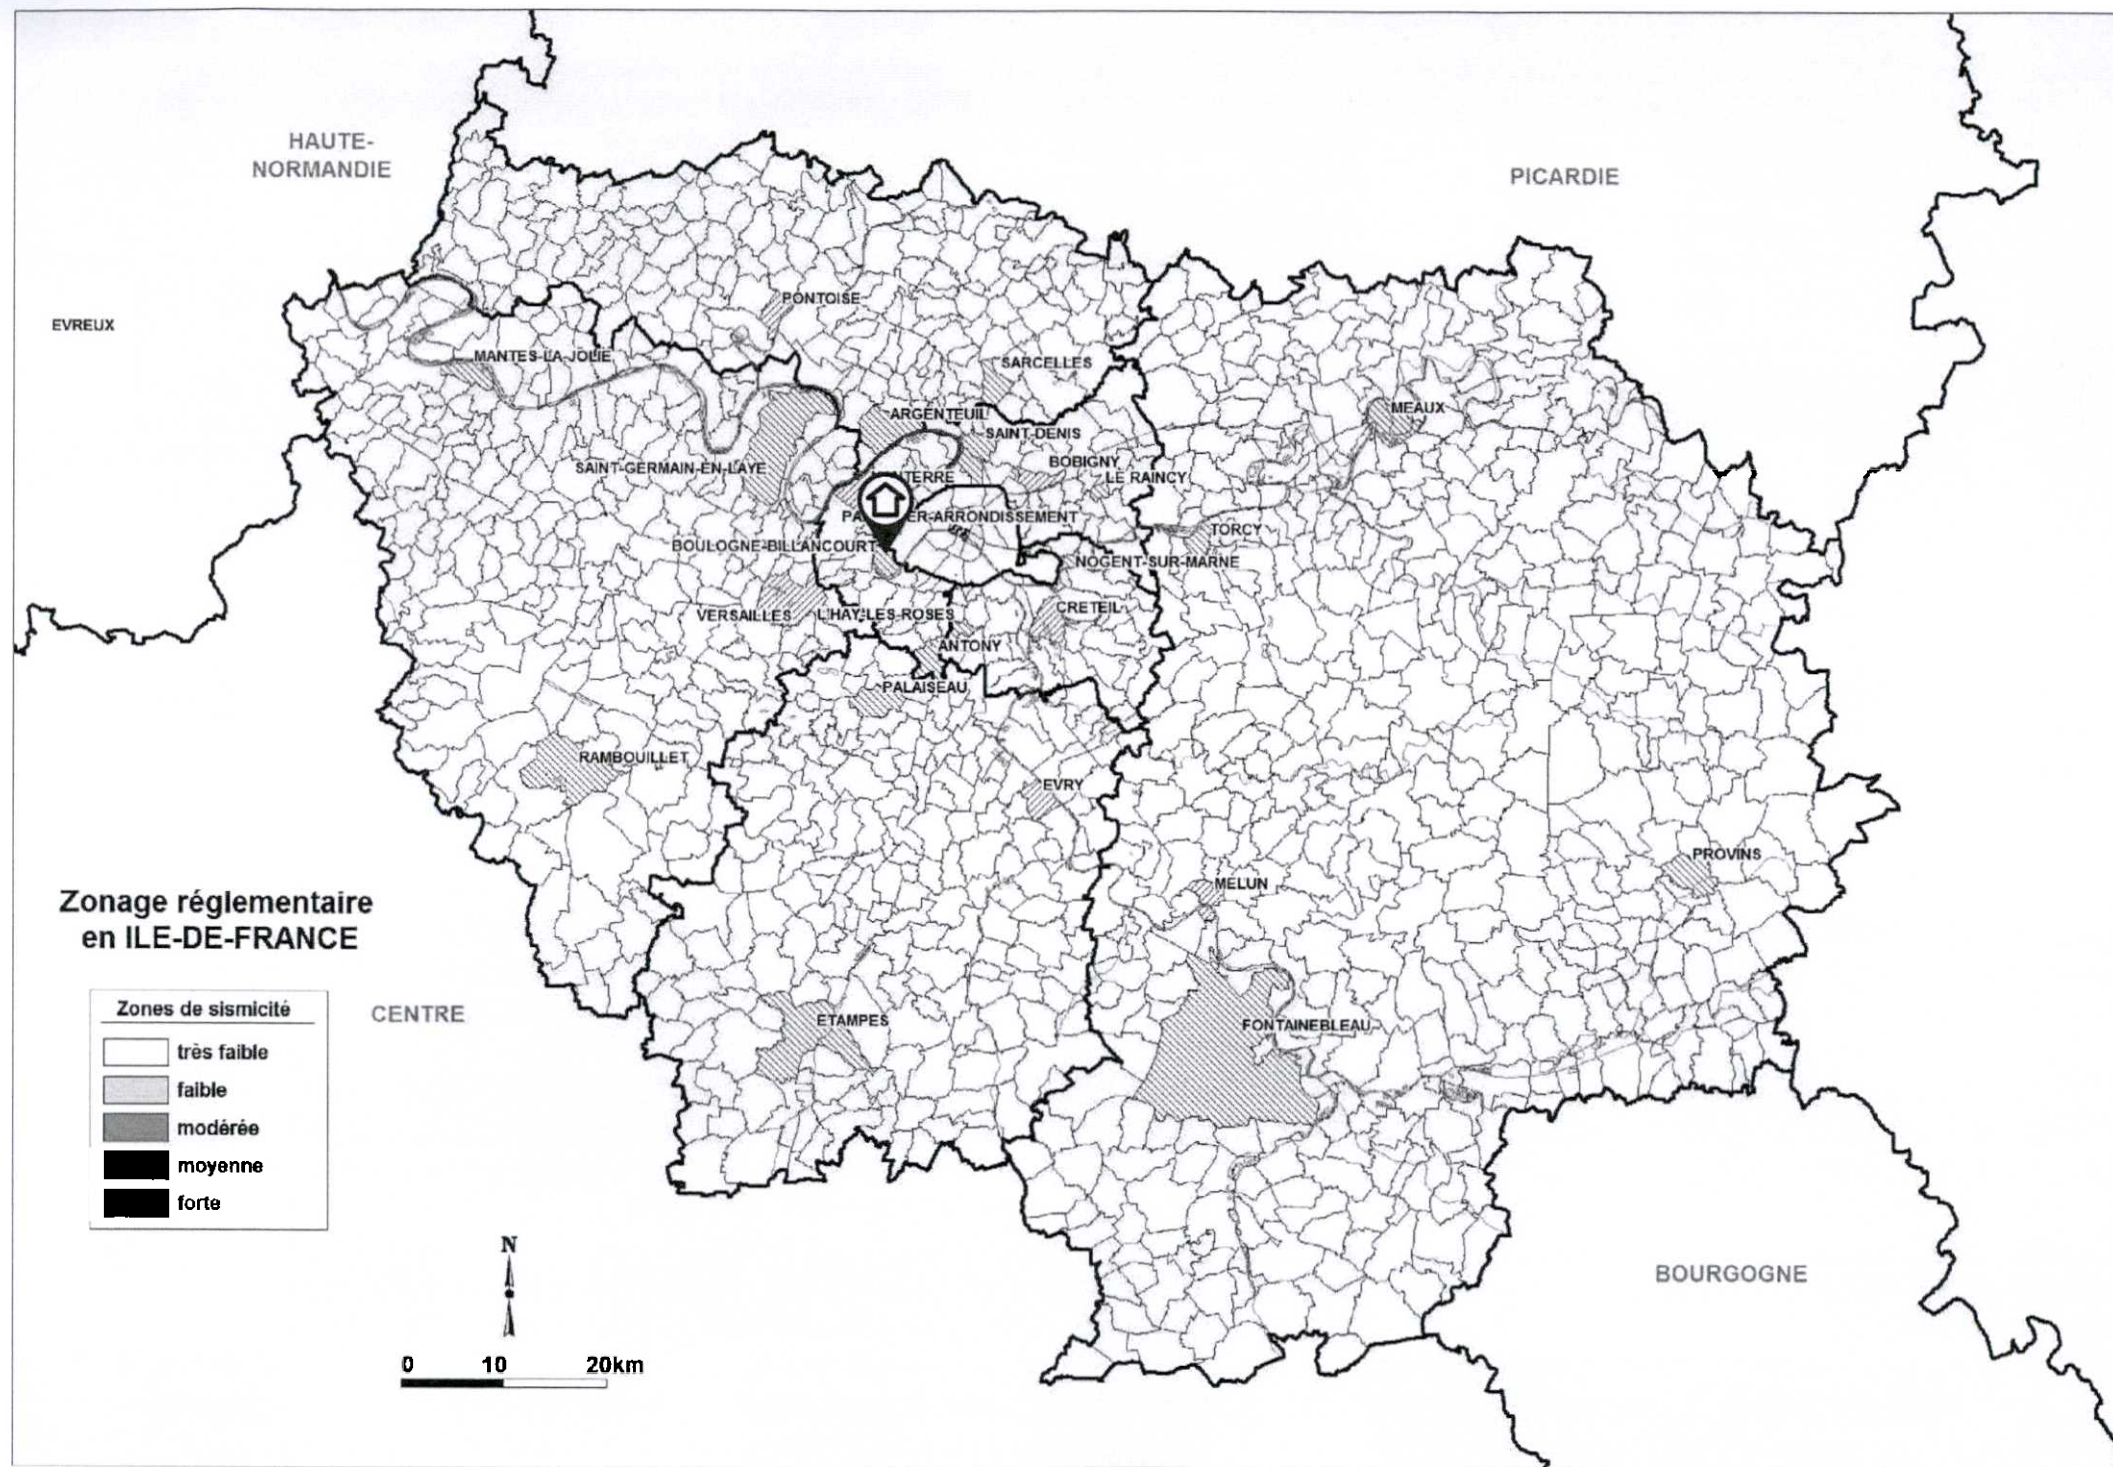 HAUTE-
NORMANDIE
PICARDIE
EVREUX
PONTOISE
MANTES-LA-JOLIE
SARCELLES
ARGENTEUIL
MEAUX
SAINT-DENIS
SAINT-GERMAIN-EN-LAYE
BOBIGNY
LE RAINCY
TERRE
PA ER-ARRONDISSEMENT
TORCY
BOULOGNE-BILLANCOURT
NOGENT-SUR-MARNE
VERSAILLES
L'HAY-LES-ROSES
CRETEIL
ANTONY
PALAISEAU
RAMBOUILLET
EVRY
PROVINS
MELUN
Zonage réglementaire
en ILE-DE-FRANCE
Zones de sismicité
très faible
faible
modérée
moyenne
forte
CENTRE
ETAMPES
FONTAINEBLEAU
BOURGOGNE
N
0 10 20km